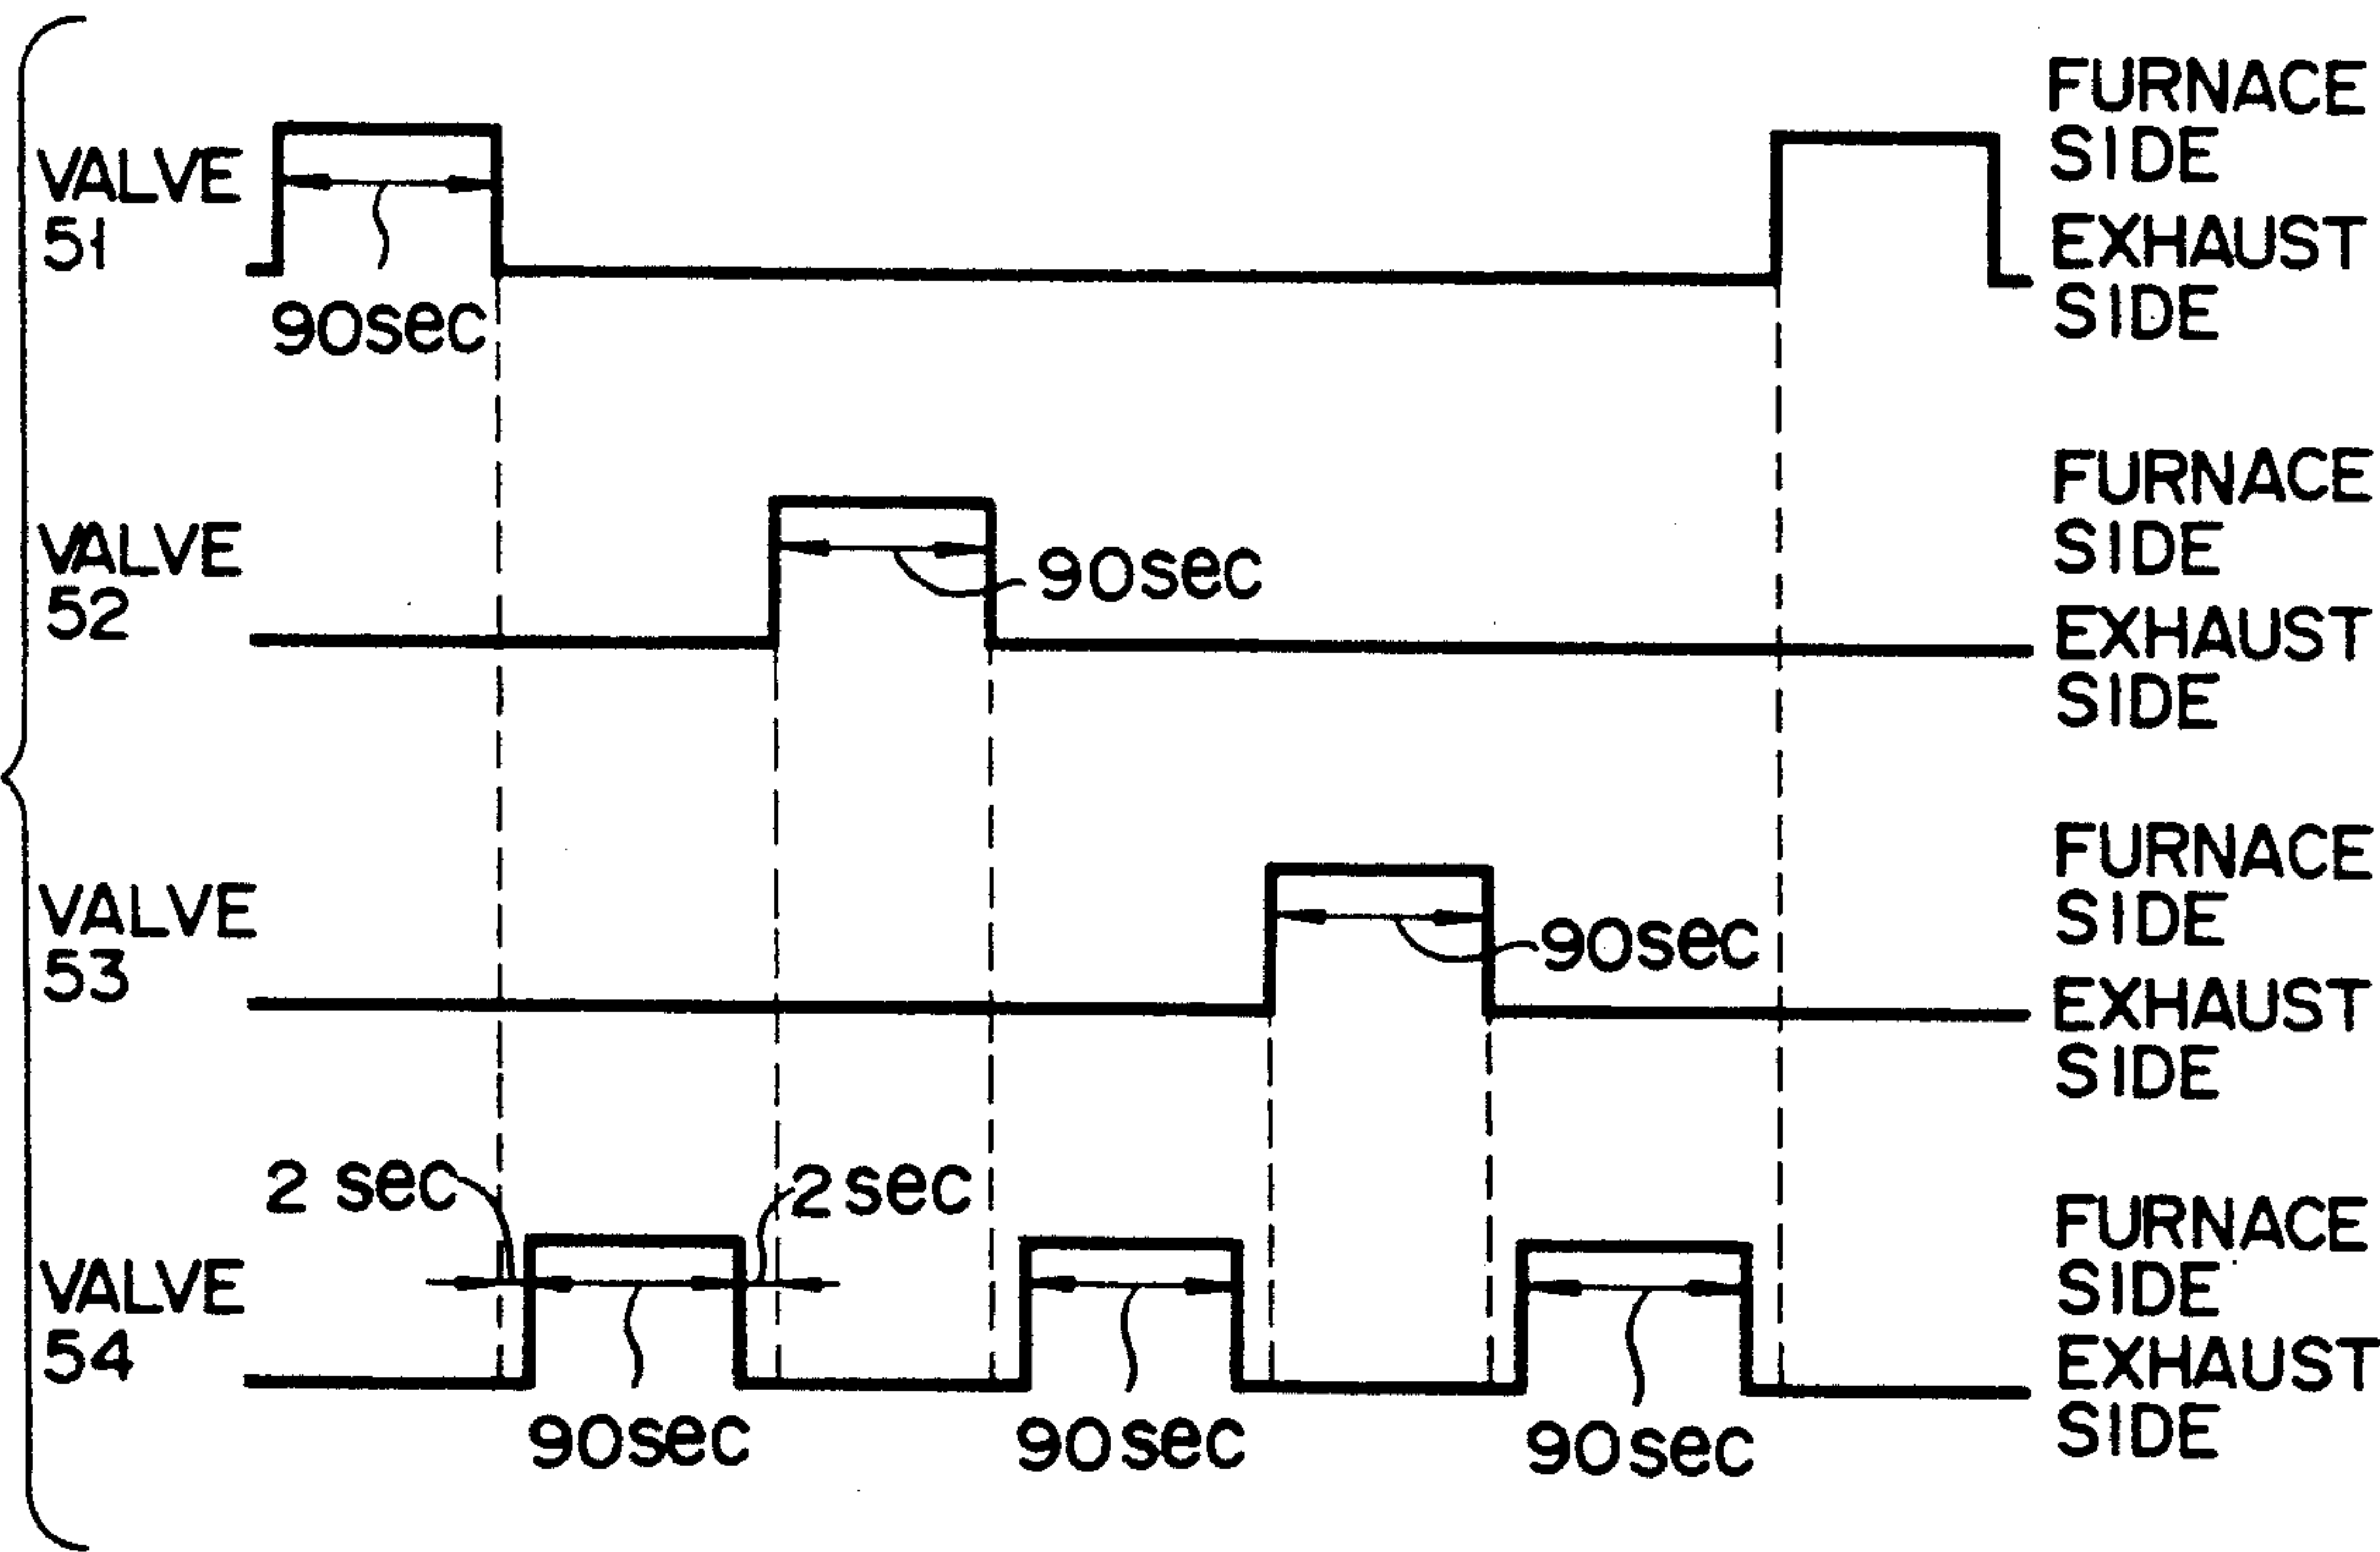 VALVE
51
90sec
FURNACE
SIDE
EXHAUST
SIDE
VALVE
52
90sec
FURNACE
SIDE
EXHAUST
SIDE
VALVE
53
90sec
FURNACE
SIDE
EXHAUST
SIDE
2 sec
2 sec
VALVE
54
90sec
90sec
90sec
FURNACE
SIDE
EXHAUST
SIDE